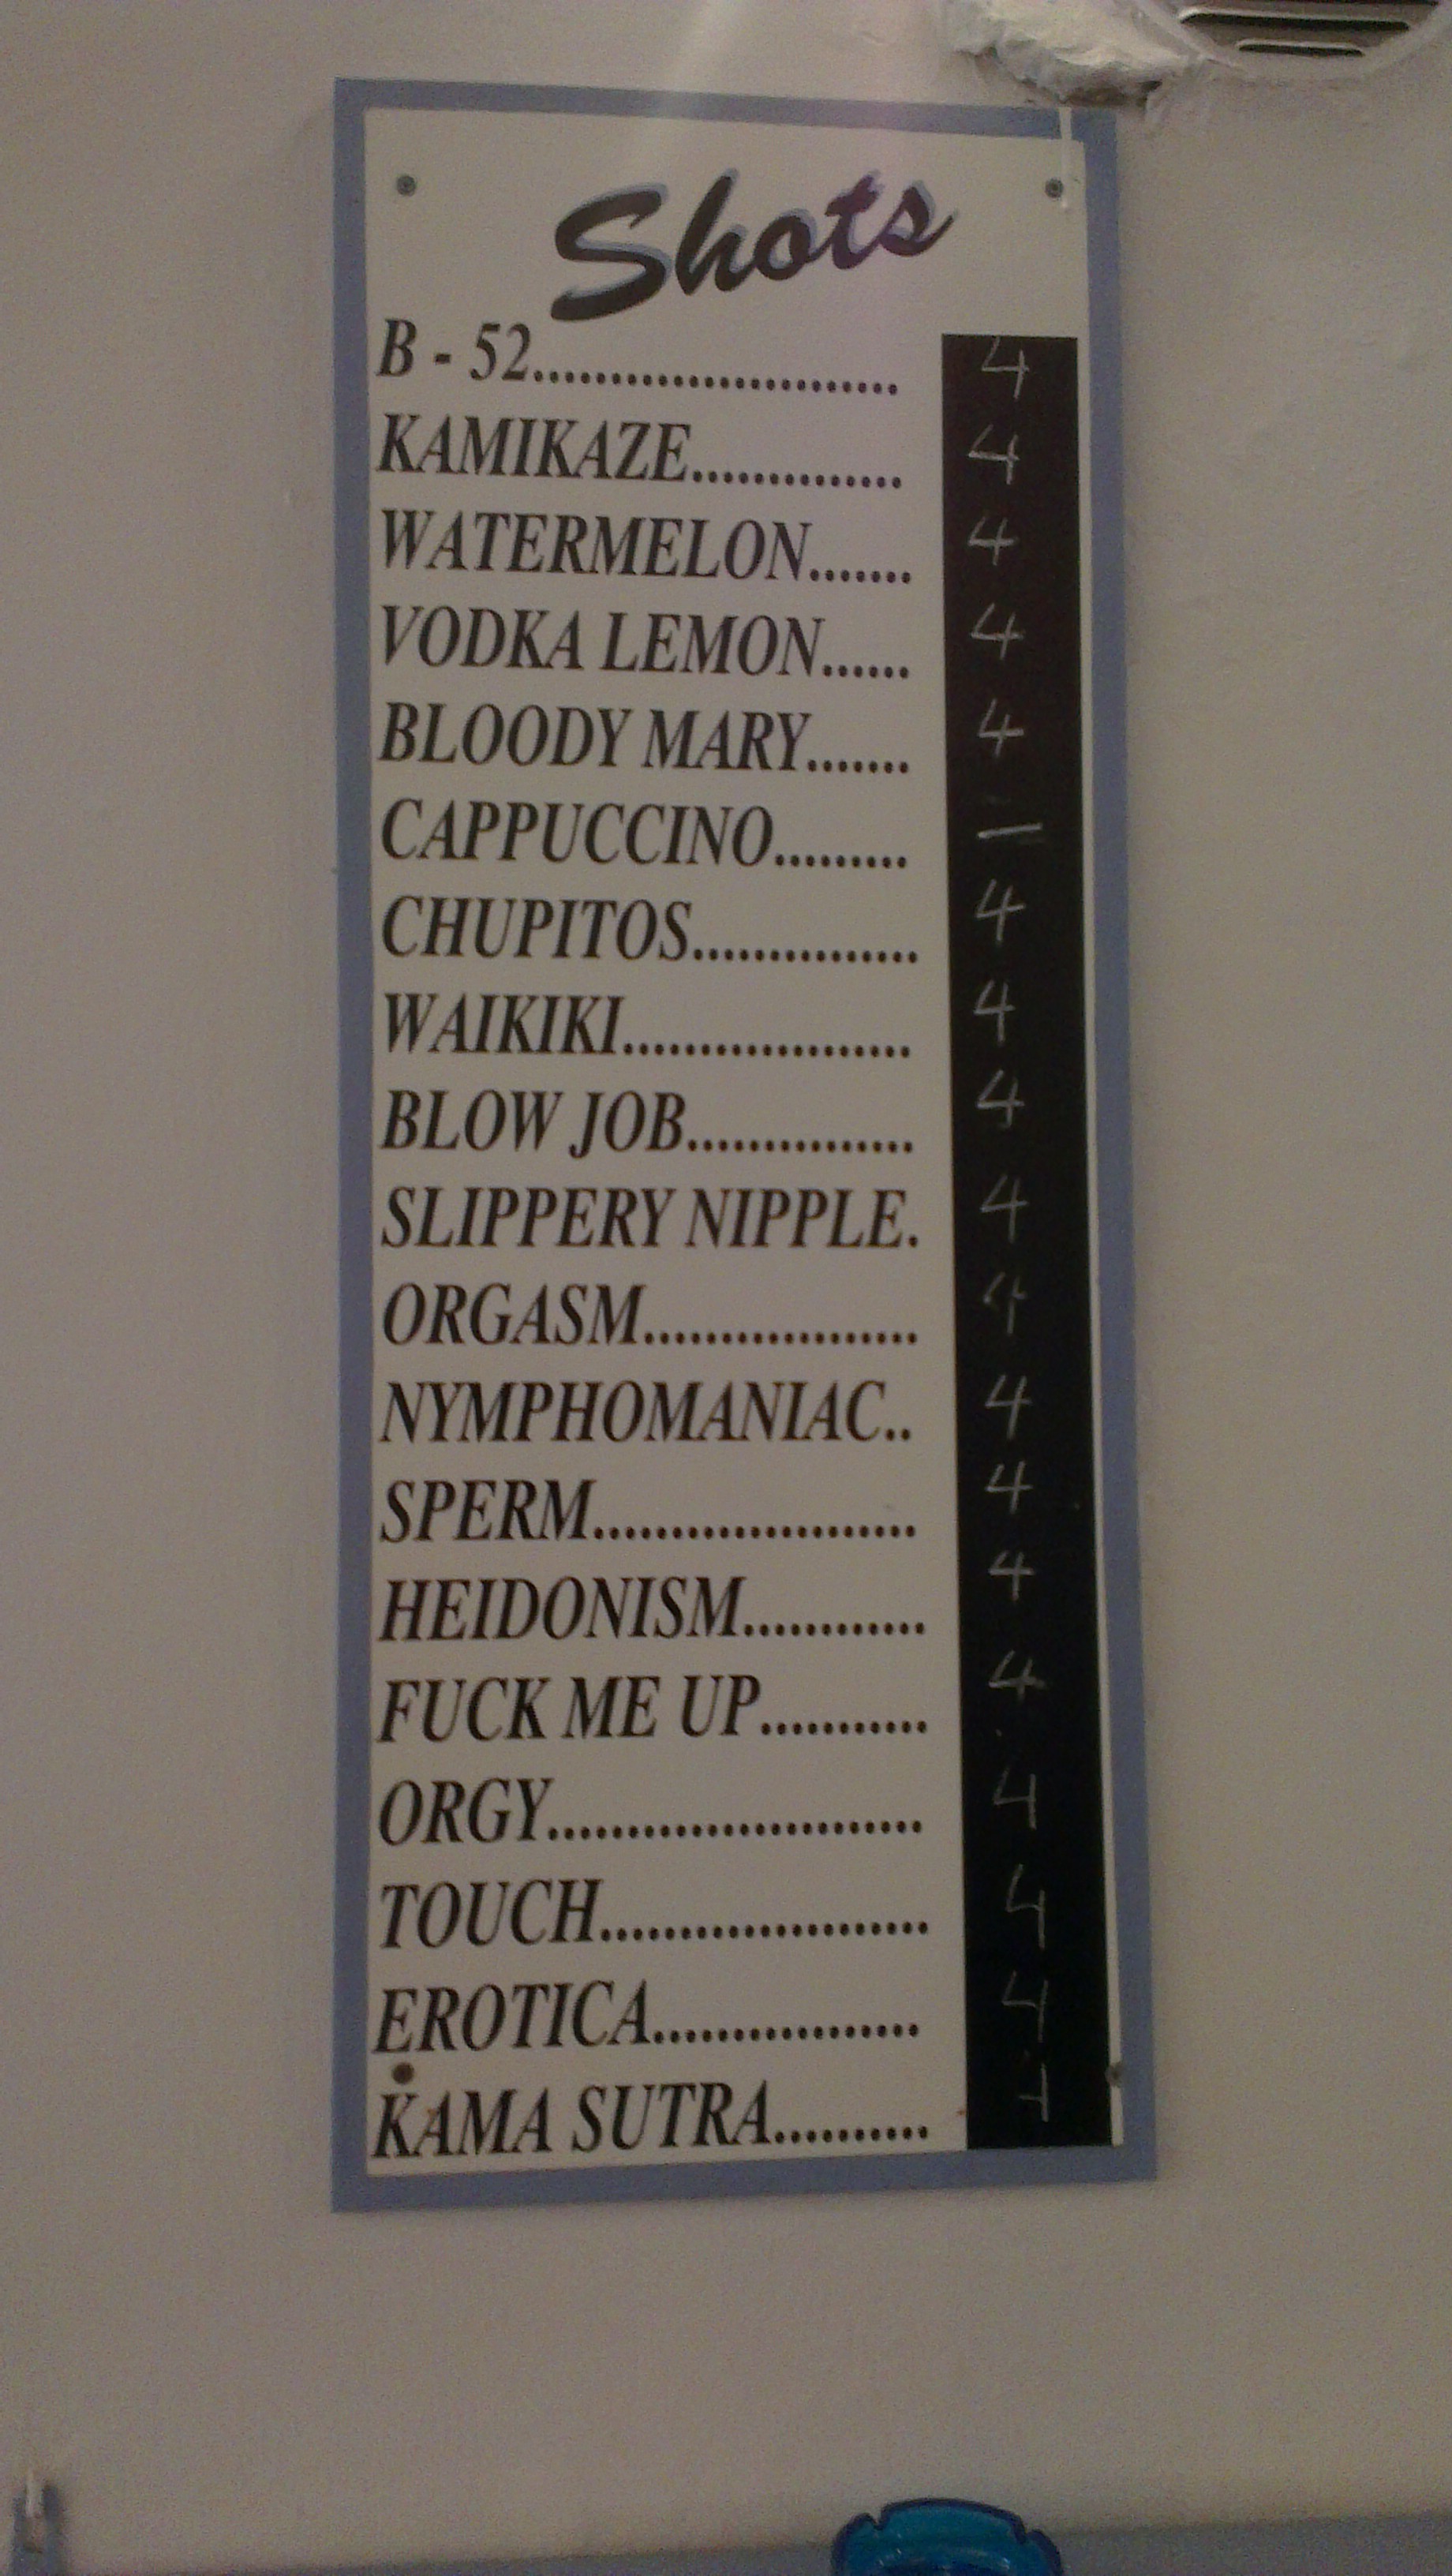 Shots
B - 52........................ 4
KAMIKAZE.............. 4
WATERMELON....... 4
VODKA LEMON...... 4
BLOODY MARY....... 4
CAPPUCCINO......... —
CHUPITOS............... 4
WAIKIKI................... 4
BLOW JOB............... 4
SLIPPERY NIPPLE. 4
ORGASM.................. 4
NYMPHOMANIAC.. 4
SPERM..................... 4
HEIDONISM............ 4
FUCK ME UP........... 4
ORGY........................ 4
TOUCH..................... 4
EROTICA................. 4
KAMA SUTRA.......... 4